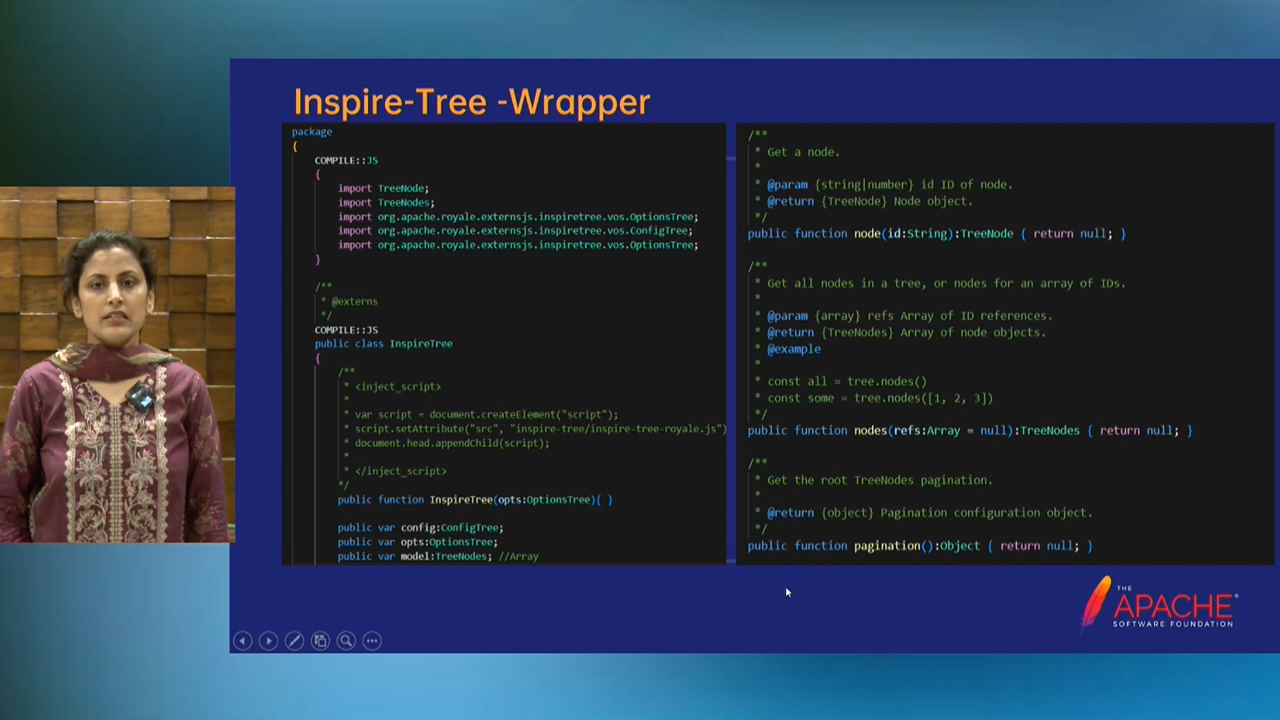 Inspire-Tree -Wrapper
package
{
COMPILE::JS
{
import TreeNode;
import TreeNodes;
import org.apache.royale.externsjs.inspiretree.vos.OptionsTree;
import org.apache.royale.externsjs.inspiretree.vos.ConfigTree;
import org.apache.royale.externsjs.inspiretree.vos.OptionsTree;
}
/**
* @externs
*/
COMPILE::JS
public class InspireTree
{
/**
* <inject_script>
*
* var script = document.createElement("script");
* script.setAttribute("src", "inspire-tree/inspire-tree-royale.js")
* document.head.appendChild(script);
*
* </inject_script>
*/
public function InspireTree(opts:OptionsTree){ }
public var config:ConfigTree;
public var opts:OptionsTree;
public var model:TreeNodes; //Array
/**
* Get a node.
*
* @param {string|number} id ID of node.
* @return {TreeNode} Node object.
*/
public function node(id:String):TreeNode { return null; }
/**
* Get all nodes in a tree, or nodes for an array of IDs.
*
* @param {array} refs Array of ID references.
* @return {TreeNodes} Array of node objects.
* @example
*
* const all = tree.nodes()
* const some = tree.nodes([1, 2, 3])
*/
public function nodes(refs:Array = null):TreeNodes { return null; }
/**
* Get the root TreeNodes pagination.
*
* @return {object} Pagination configuration object.
*/
public function pagination():Object { return null; }
THE
APACHE®
SOFTWARE FOUNDATION